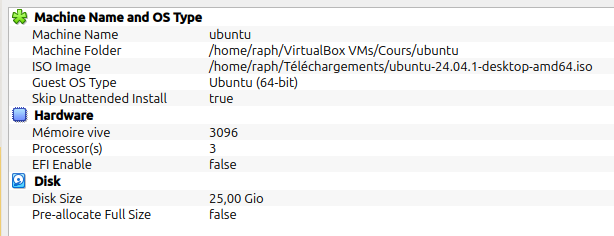 Machine Name and OS Type
Machine Name ubuntu
Machine Folder /home/raph/VirtualBox VMs/Cours/ubuntu
ISO Image /home/raph/Téléchargements/ubuntu-24.04.1-desktop-amd64.iso
Guest OS Type Ubuntu (64-bit)
Skip Unattended Install true
Hardware
Mémoire vive 3096
Processor(s) 3
EFI Enable false
Disk
Disk Size 25,00 Gio
Pre-allocate Full Size false